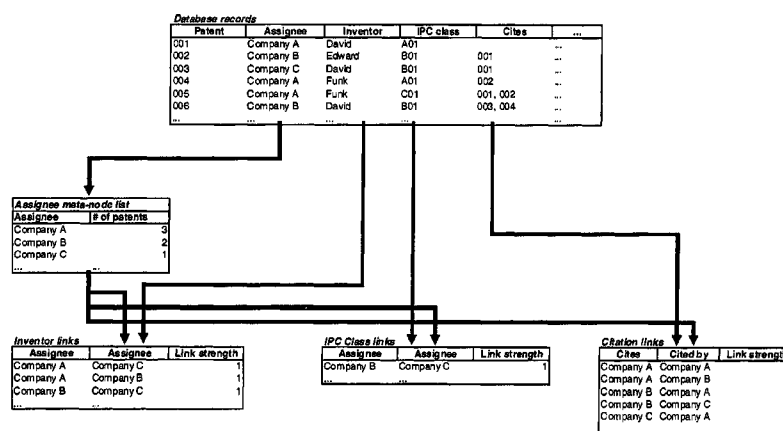 Database records
Patent Assignee Inventor IPC class Cites ...
001 Company A David A01 ...
002 Company B Edward B01 001 ...
003 Company C David B01 001 ...
004 Company A Funk A01 002 ...
005 Company A Funk C01 001, 002 ...
006 Company B David B01 003, 004 ...
... ... ... ... ...
Assignee meta-node list
Assignee # of patents
Company A 3
Company B 2
Company C 1
... ...
Inventor links
Assignee Assignee Link strength
Company A Company C 1
Company A Company B 1
Company B Company C 1
... ...
IPC Class links
Assignee Assignee Link strength
Company B Company C 1
... ...
Citation links
Cites Cited by Link strengt
Company A Company A
Company A Company B
Company B Company A
Company B Company C
Company C Company A